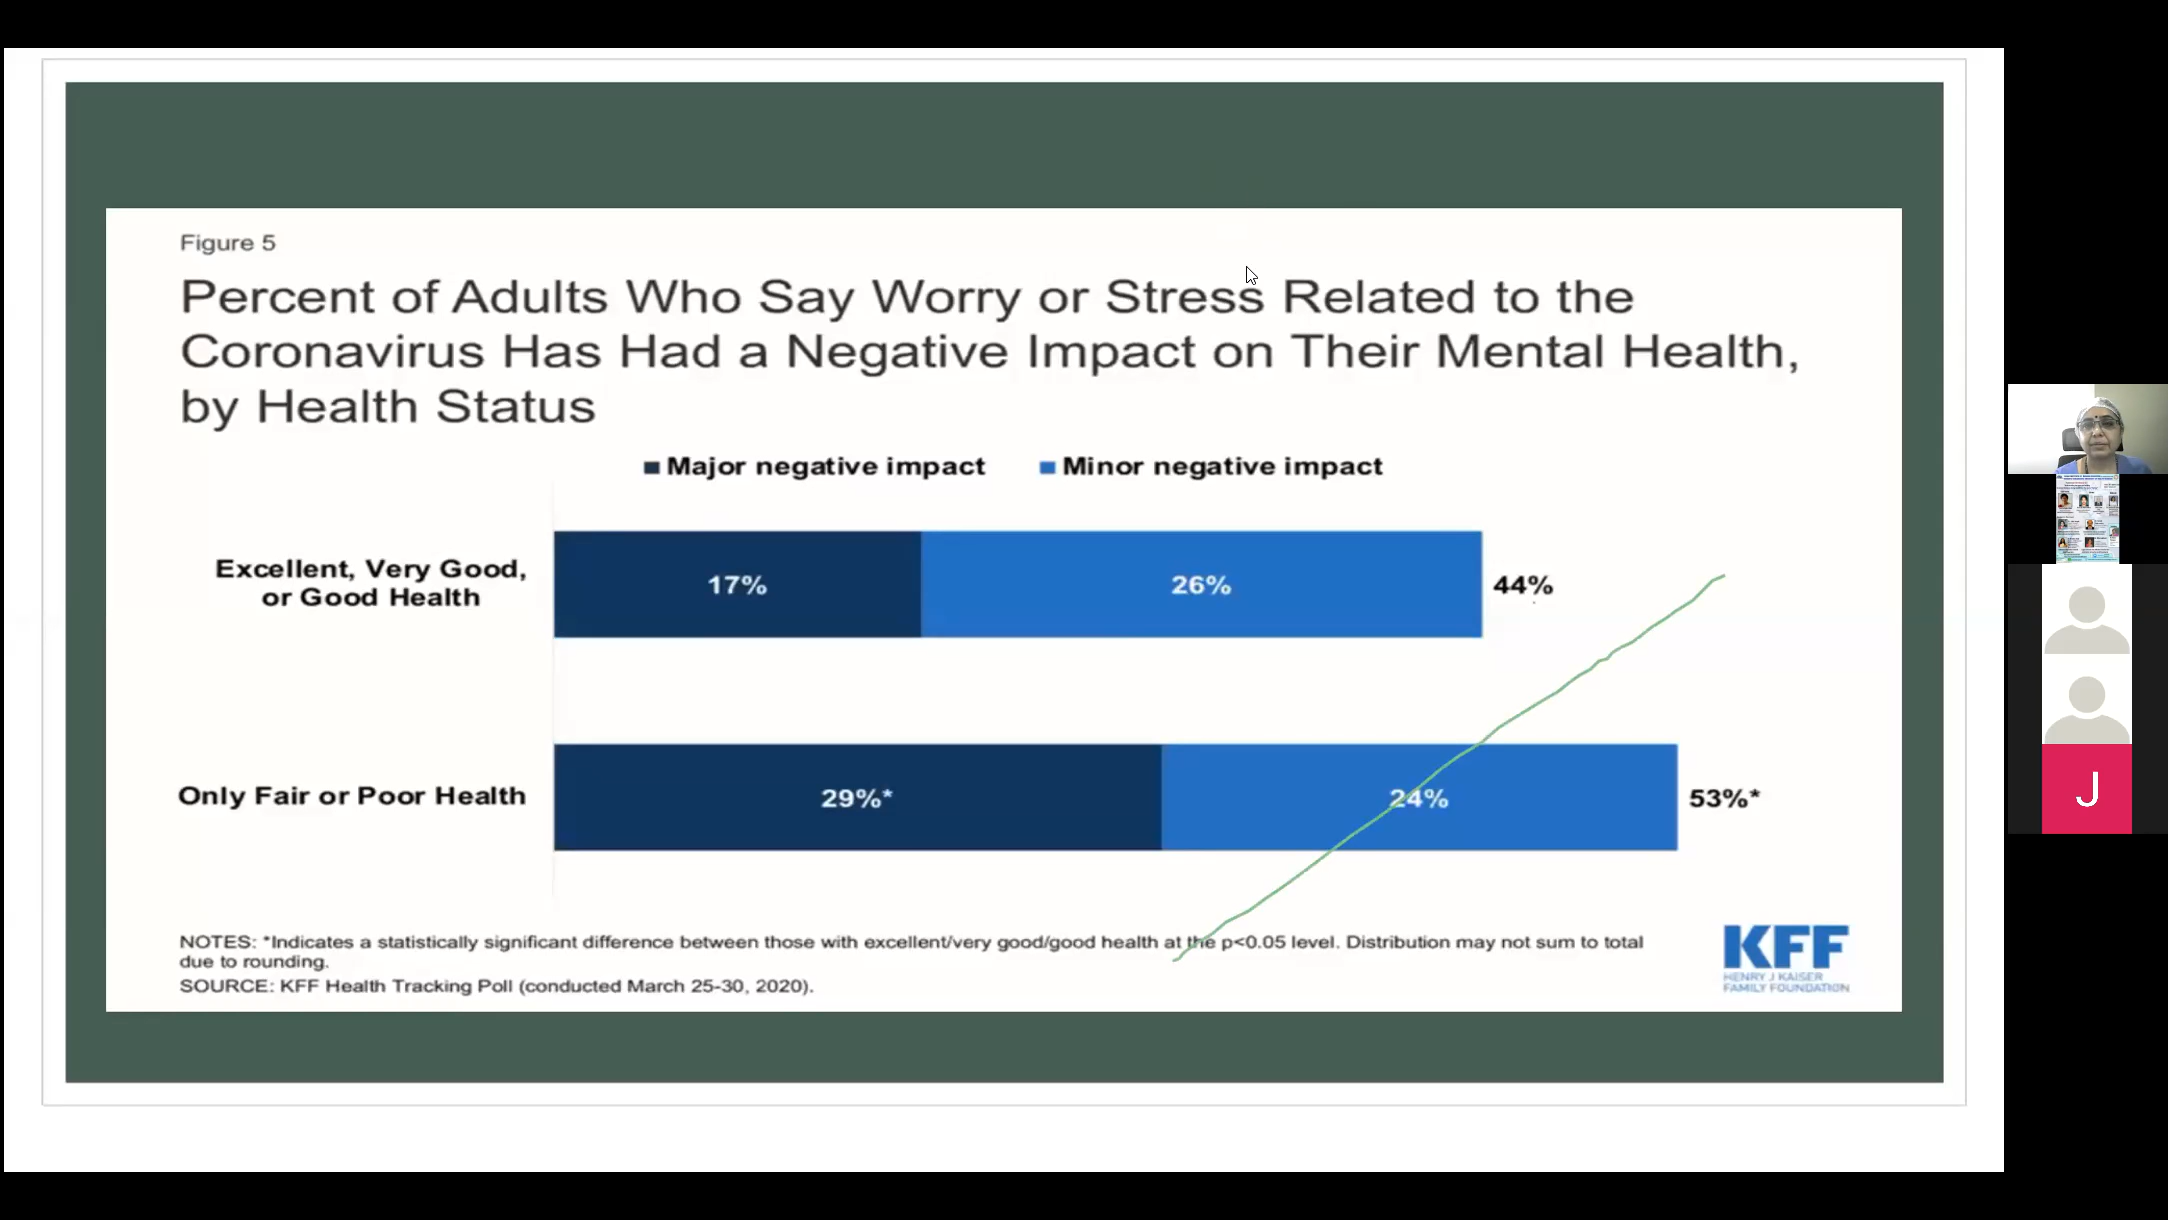 Figure 5
Percent of Adults Who Say Worry or Stress Related to the
Coronavirus Has Had a Negative Impact on Their Mental Health,
by Health Status
Major negative impact Minor negative impact
Excellent, Very Good,
or Good Health
17% 26% 44%
Only Fair or Poor Health
29%* 24% 53%*
NOTES: *Indicates a statistically significant difference between those with excellent/very good/good health at the p<0.05 level. Distribution may not sum to total
due to rounding.
SOURCE: KFF Health Tracking Poll (conducted March 25-30, 2020).
KFF
HENRY J KAISER
FAMILY FOUNDATION
J